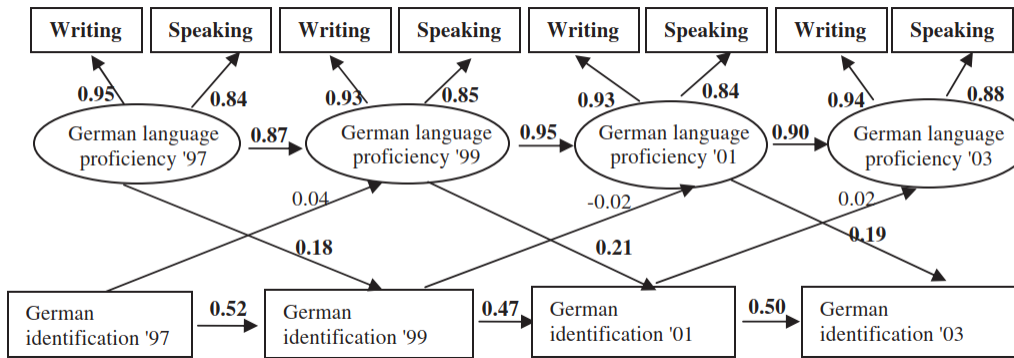 Writing Speaking Writing Speaking Writing Speaking Writing Speaking
0.95 0.84 0.93 0.85 0.93 0.84 0.94 0.88
German language
proficiency '97
0.87
German language
proficiency '99
0.95
German language
proficiency '01
0.90
German language
proficiency '03
0.04 -0.02 0.02
0.18 0.21 0.19
German
identification '97
0.52
German
identification '99
0.47
German
identification '01
0.50
German
identification '03